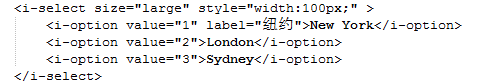 <i-select size="large" style="width:100px;" >
<i-option value="1" label="纽约">New York</i-option>
<i-option value="2">London</i-option>
<i-option value="3">Sydney</i-option>
</i-select>